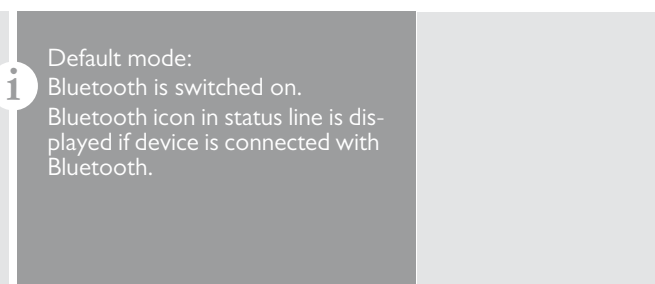 Default mode:
i
Bluetooth is switched on.
Bluetooth icon in status line is dis-
played if device is connected with
Bluetooth.